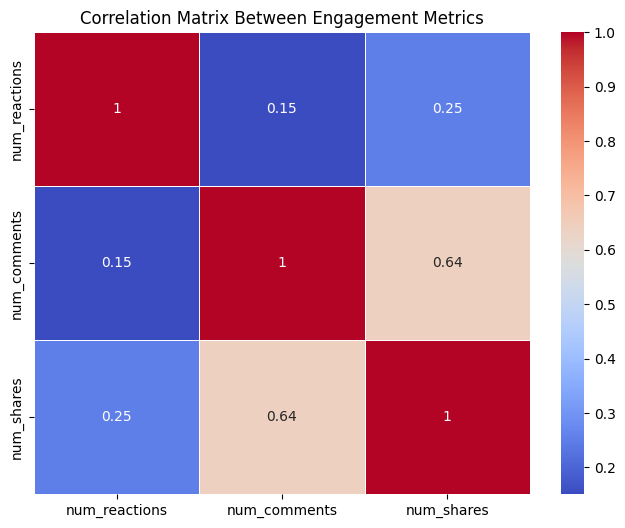 Correlation Matrix Between Engagement Metrics
num_reactions
1
0.15
0.25
num_comments
0.15
1
0.64
num_shares
0.25
0.64
1
num_reactions
num_comments
num_shares
1.0
0.9
0.8
0.7
0.6
0.5
0.4
0.3
0.2